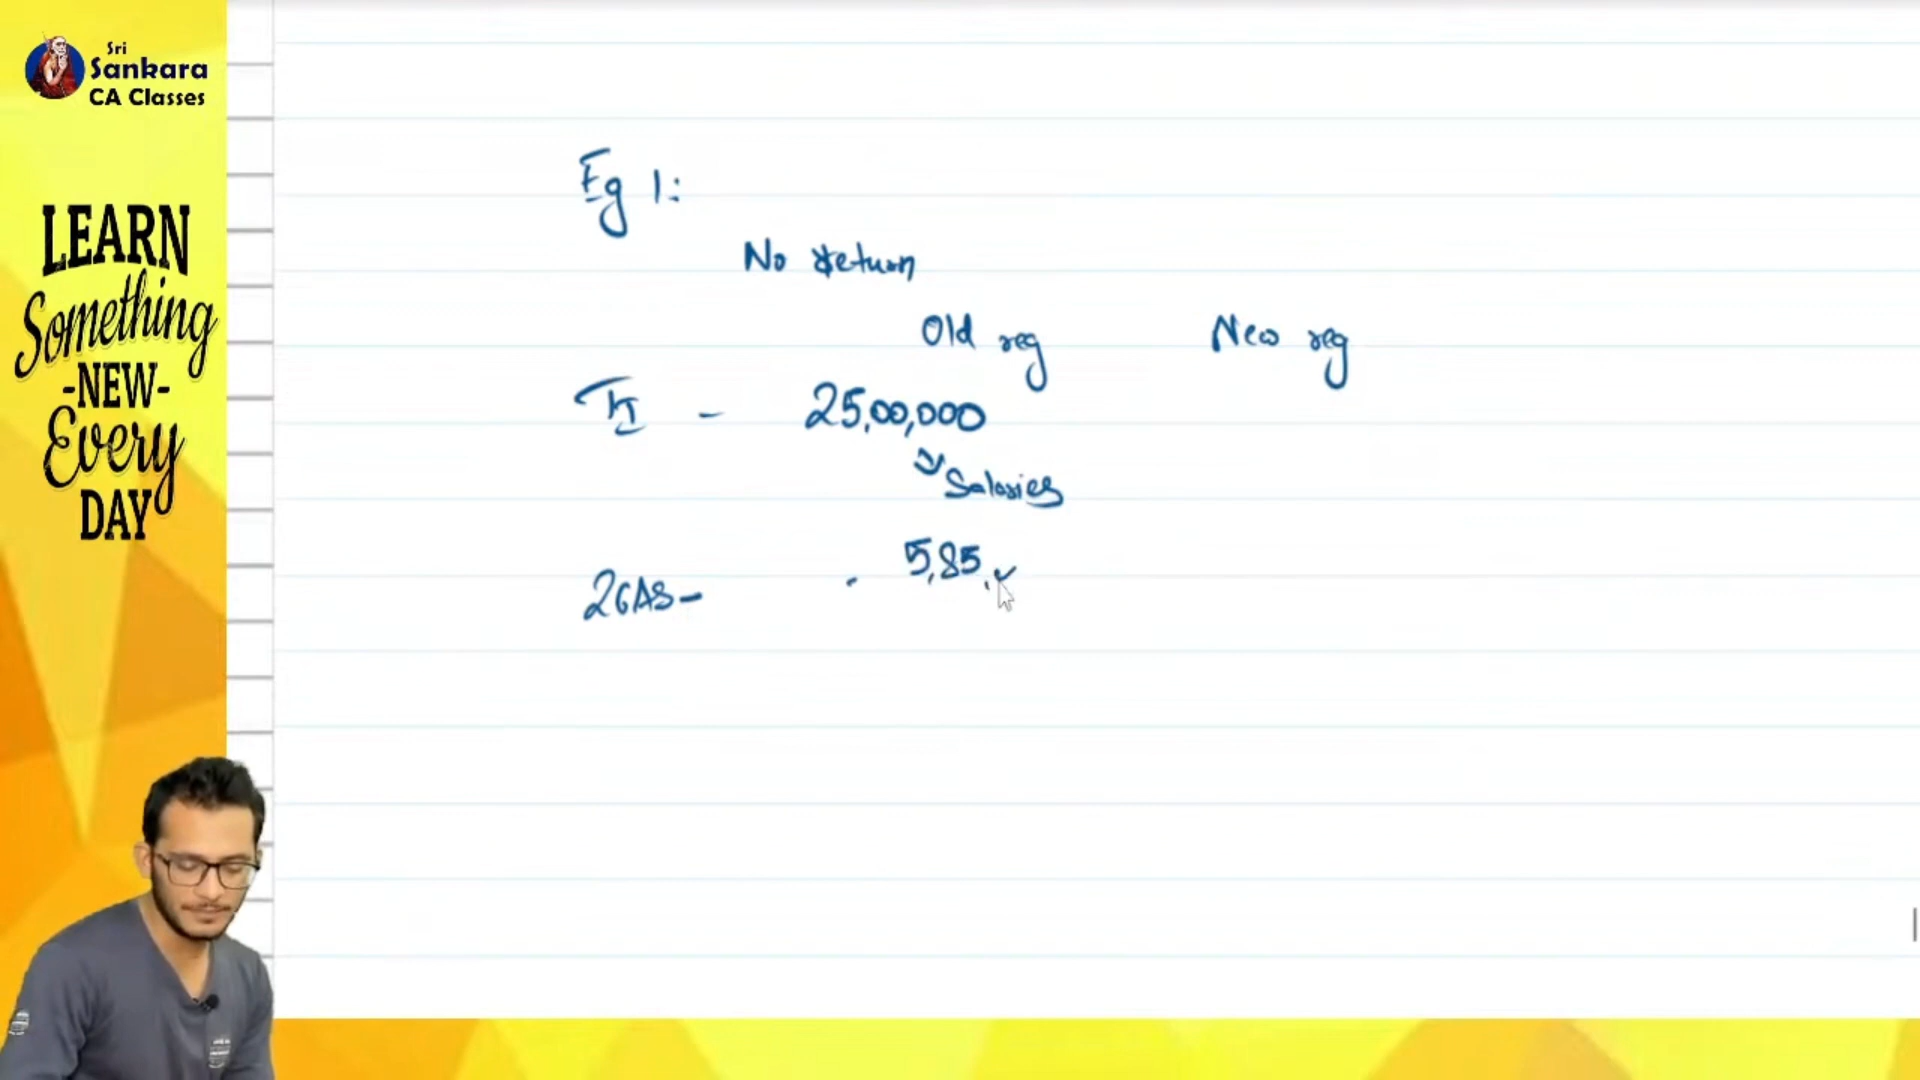 Sri
Sankara
CA Classes
LEARN
Something
-NEW-
Every
DAY
Eg 1:
No return
Old reg New reg
TI - 25,00,000
Salaries
26AS - - 5,85,